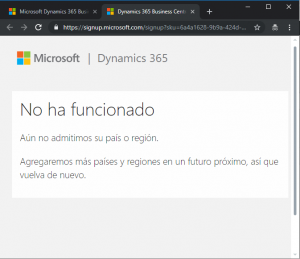 Microsoft Dynamics 365 Busi
Dynamics 365 Business Cent
https://signup.microsoft.com/signup?sku=6a4a1628-9b9a-424d-...
Microsoft | Dynamics 365
No ha funcionado
Aún no admitimos su país o región.
Agregaremos más países y regiones en un futuro próximo, así que
vuelva de nuevo.